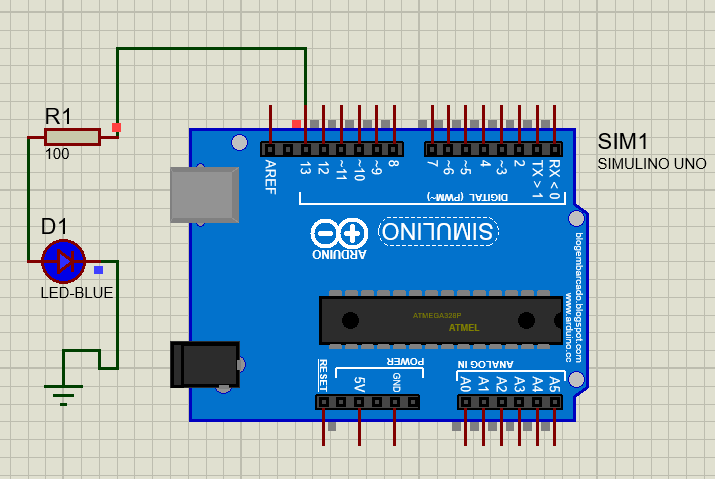 R1
100
D1
LED-BLUE
SIM1
SIMULINO UNO
AREF
13
12
~11
~10
~9
8
7
~6
~5
4
~3
2
TX > 1
RX < 0
DIGITAL (PWM~)
ARDUINO
SIMULINO
blogembarcado.blogspot.com
www.arduino.cc
ATMEGA328P
ATMEL
RESET
5V
GND
POWER
ANALOG IN
A0
A1
A2
A3
A4
A5